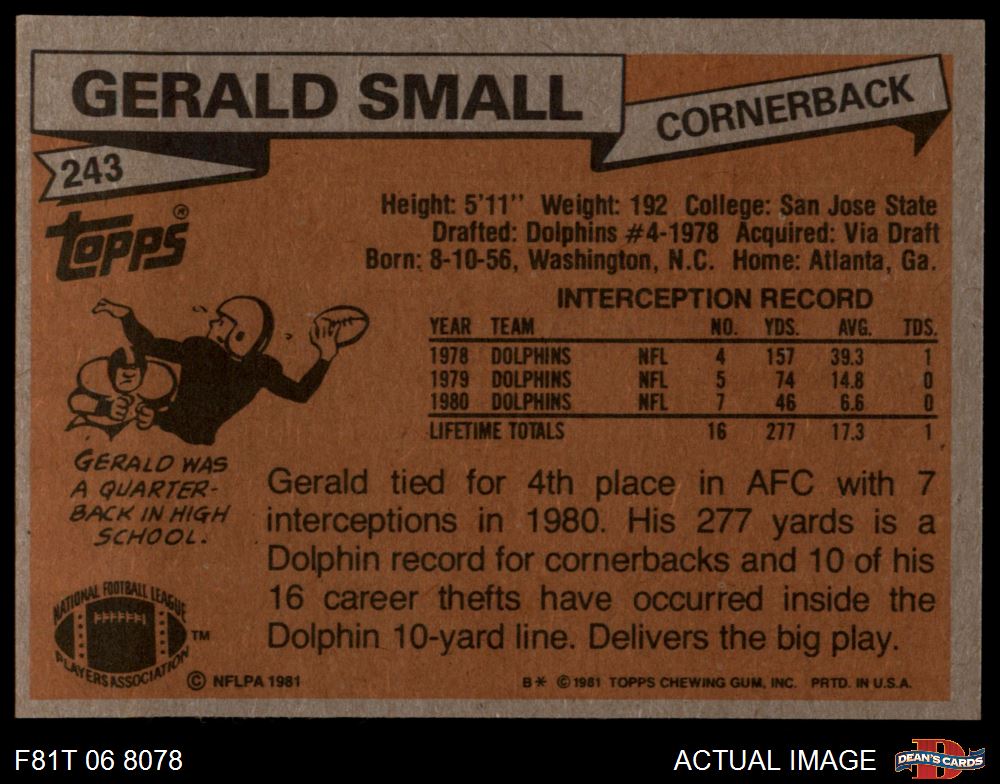 GERALD SMALL
CORNERBACK
243
Topps®
Height: 5'11" Weight: 192 College: San Jose State
Drafted: Dolphins #4-1978 Acquired: Via Draft
Born: 8-10-56, Washington, N.C. Home: Atlanta, Ga.
INTERCEPTION RECORD
YEAR TEAM NO. YDS. AVG. TDS.
1978 DOLPHINS NFL 4 157 39.3 1
1979 DOLPHINS NFL 5 74 14.8 0
1980 DOLPHINS NFL 7 46 6.6 0
LIFETIME TOTALS 16 277 17.3 1
GERALD WAS
A QUARTER-
BACK IN HIGH
SCHOOL.
Gerald tied for 4th place in AFC with 7
interceptions in 1980. His 277 yards is a
Dolphin record for cornerbacks and 10 of his
16 career thefts have occurred inside the
Dolphin 10-yard line. Delivers the big play.
NATIONAL FOOTBALL LEAGUE
PLAYERS ASSOCIATION
TM
© NFLPA 1981
B* © 1981 TOPPS CHEWING GUM, INC. PRTD. IN U.S.A.
F81T 06 8078
ACTUAL IMAGE
D
DEAN'S CARDS